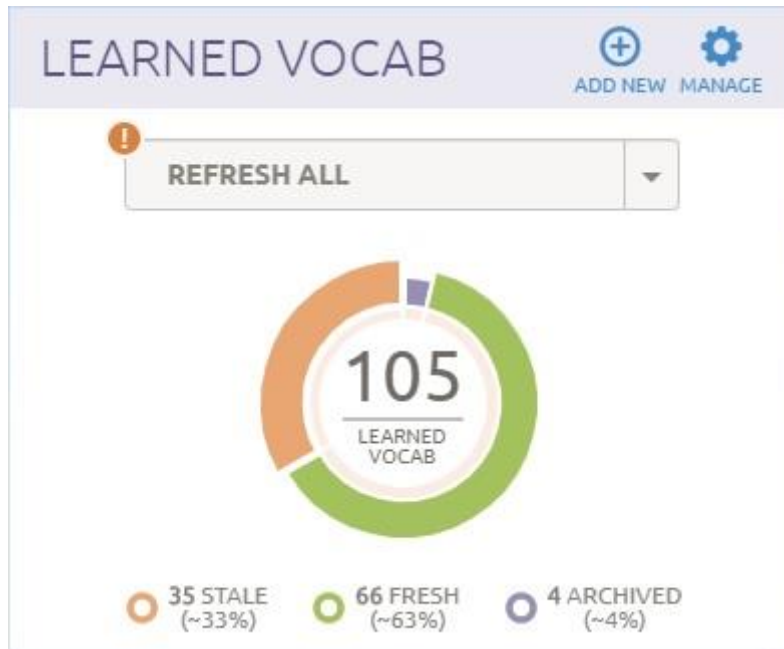 LEARNED VOCAB
ADD NEW MANAGE
!
REFRESH ALL
105
LEARNED
VOCAB
35 STALE
(~33%)
66 FRESH
(~63%)
4 ARCHIVED
(~4%)